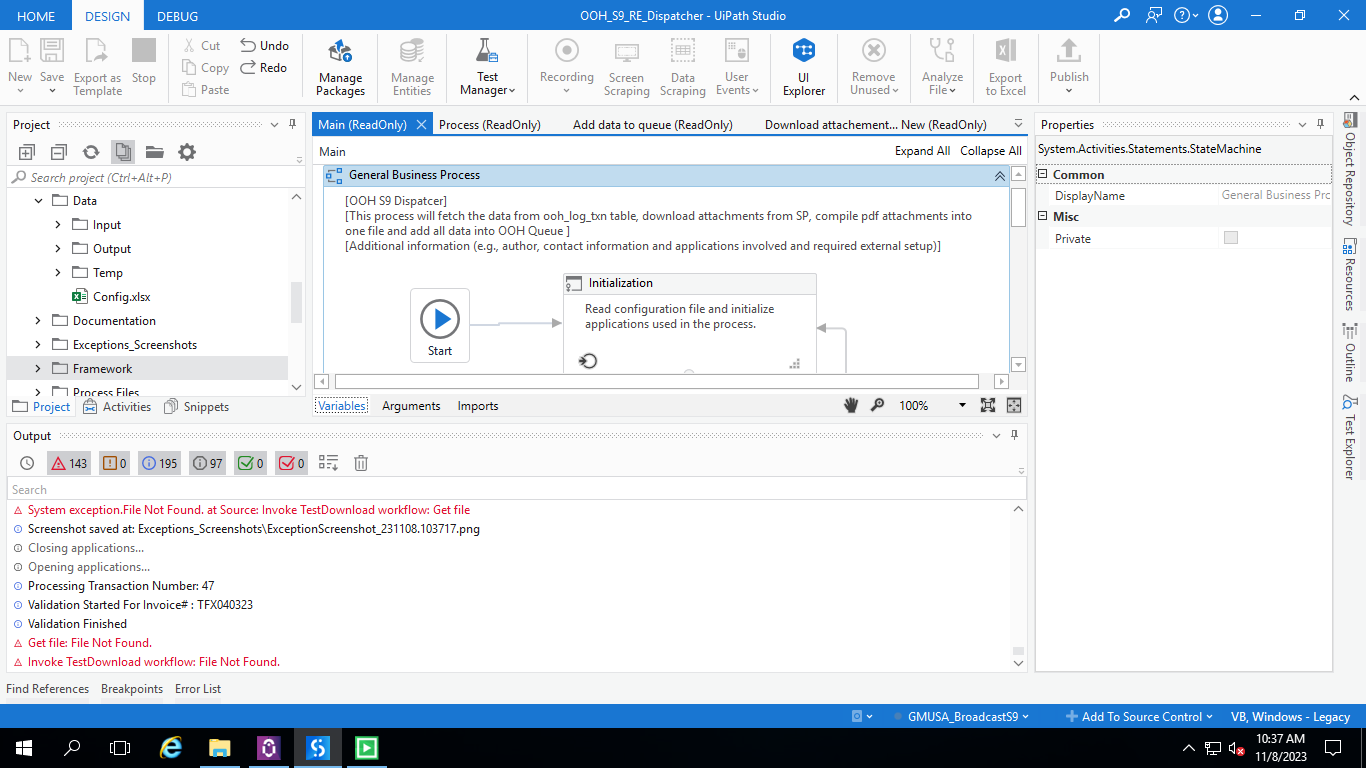 HOME DESIGN DEBUG OOH_S9_RE_Dispatcher - UiPath Studio
New Save Export as Template Stop
Cut Undo
Copy Redo
Paste
Manage Packages
Manage Entities
Test Manager
Recording
Screen Scraping
Data Scraping
User Events
UI Explorer
Remove Unused
Analyze File
Export to Excel
Publish
Project
Search project (Ctrl+Alt+P)
Data
Input
Output
Temp
Config.xlsx
Documentation
Exceptions_Screenshots
Framework
Process Files
Project Activities Snippets
Main (ReadOnly) Process (ReadOnly) Add data to queue (ReadOnly) Download attachement... New (ReadOnly)
Main Expand All Collapse All
General Business Process
[OOH S9 Dispatcer]
[This process will fetch the data from ooh_log_txn table, download attachments from SP, compile pdf attachments into
one file and add all data into OOH Queue ]
[Additional information (e.g., author, contact information and applications involved and required external setup)]
Start
Initialization
Read configuration file and initialize
applications used in the process.
Variables Arguments Imports 100%
Properties
System.Activities.Statements.StateMachine
Common
DisplayName General Business Prc
Misc
Private
Object Repository
Resources
Outline
Test Explorer
Output
143 0 195 97 0 0
Search
System exception.File Not Found. at Source: Invoke TestDownload workflow: Get file
Screenshot saved at: Exceptions_Screenshots\ExceptionScreenshot_231108.103717.png
Closing applications...
Opening applications...
Processing Transaction Number: 47
Validation Started For Invoice# : TFX040323
Validation Finished
Get file: File Not Found.
Invoke TestDownload workflow: File Not Found.
Find References Breakpoints Error List
GMUSA_BroadcastS9 Add To Source Control VB, Windows - Legacy
10:37 AM
11/8/2023